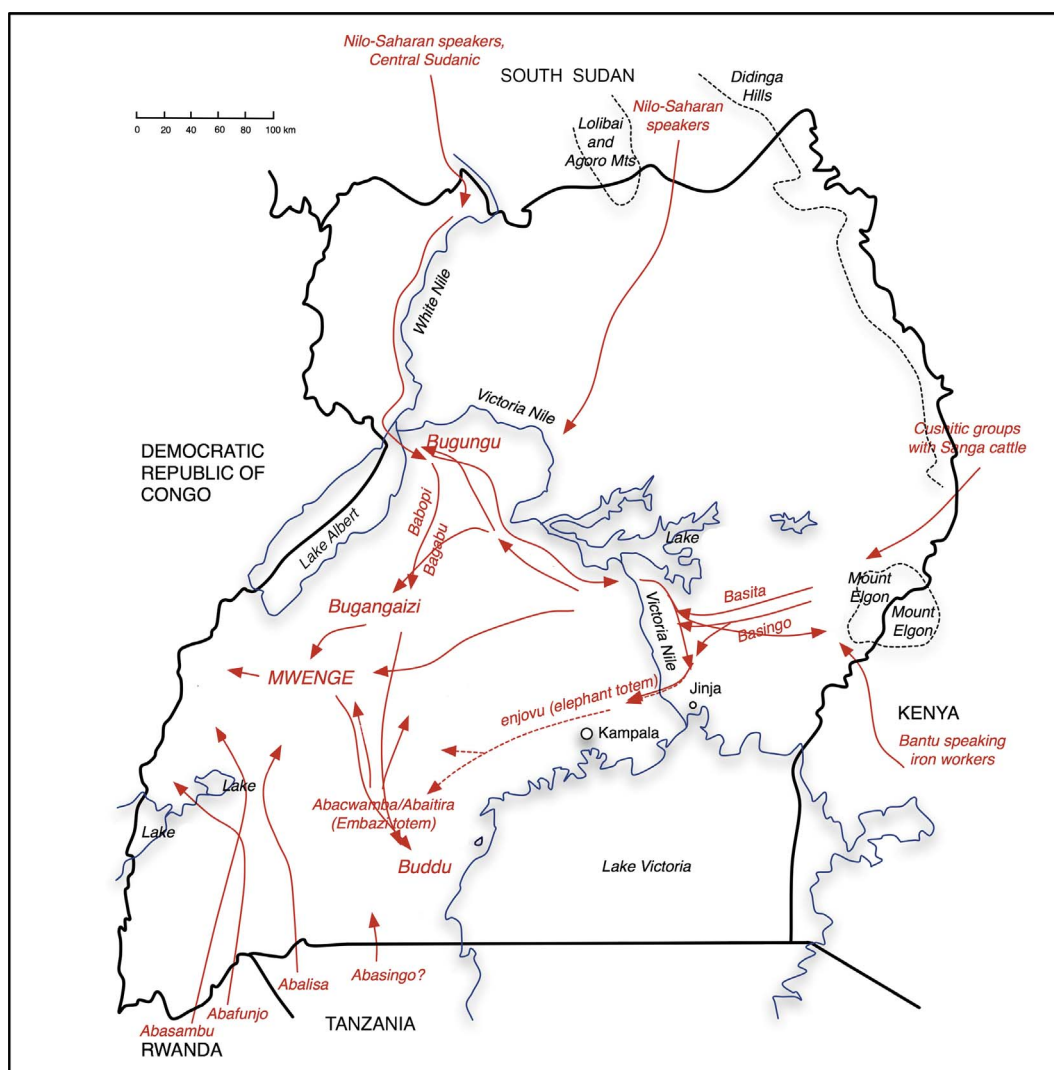 Nilo-Saharan speakers,
Central Sudanic
SOUTH SUDAN
Didinga
Hills
0 20 40 60 80 100 km
Lolibai
and
Agoro Mts
Nilo-Saharan
speakers
White Nile
Victoria Nile
DEMOCRATIC
REPUBLIC OF
CONGO
Bugungu
Cushitic groups
with Sanga cattle
Babopi
Bagabu
Lake Albert
Lake
Mount
Elgon
Mount
Elgon
Bugangaizi
Victoria Nile
Basita
Basingo
MWENGE
enjovu (elephant totem)
Jinja
Kampala
KENYA
Bantu speaking
iron workers
Lake
Lake
Abacwamba/Abaitira
(Embazi totem)
Buddu
Lake Victoria
Abasingo?
Abalisa
Abafunjo
Abasambu
TANZANIA
RWANDA